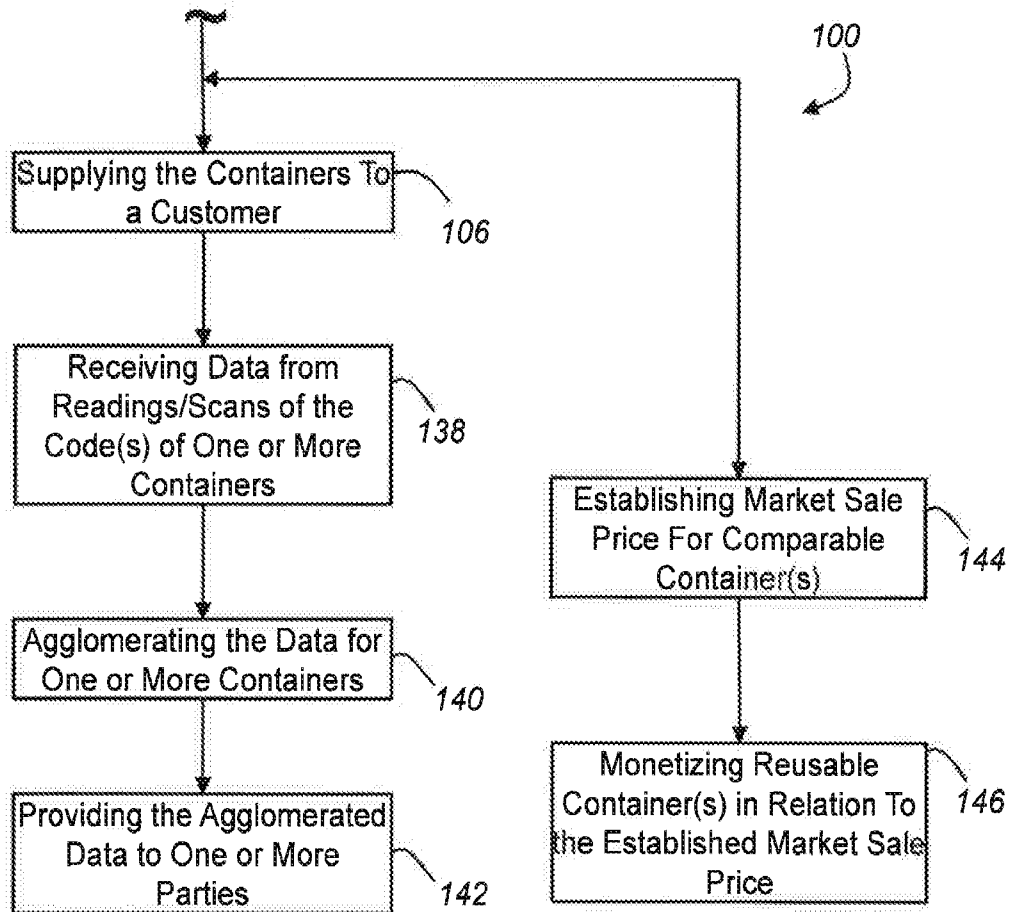 100
Supplying the Containers To
a Customer
106
Receiving Data from
Readings/Scans of the
Code(s) of One or More
Containers
138
Agglomerating the Data for
One or More Containers
140
Providing the Agglomerated
Data to One or More
Parties
142
Establishing Market Sale
Price For Comparable
Container(s)
144
Monetizing Reusable
Container(s) in Relation To
the Established Market Sale
Price
146